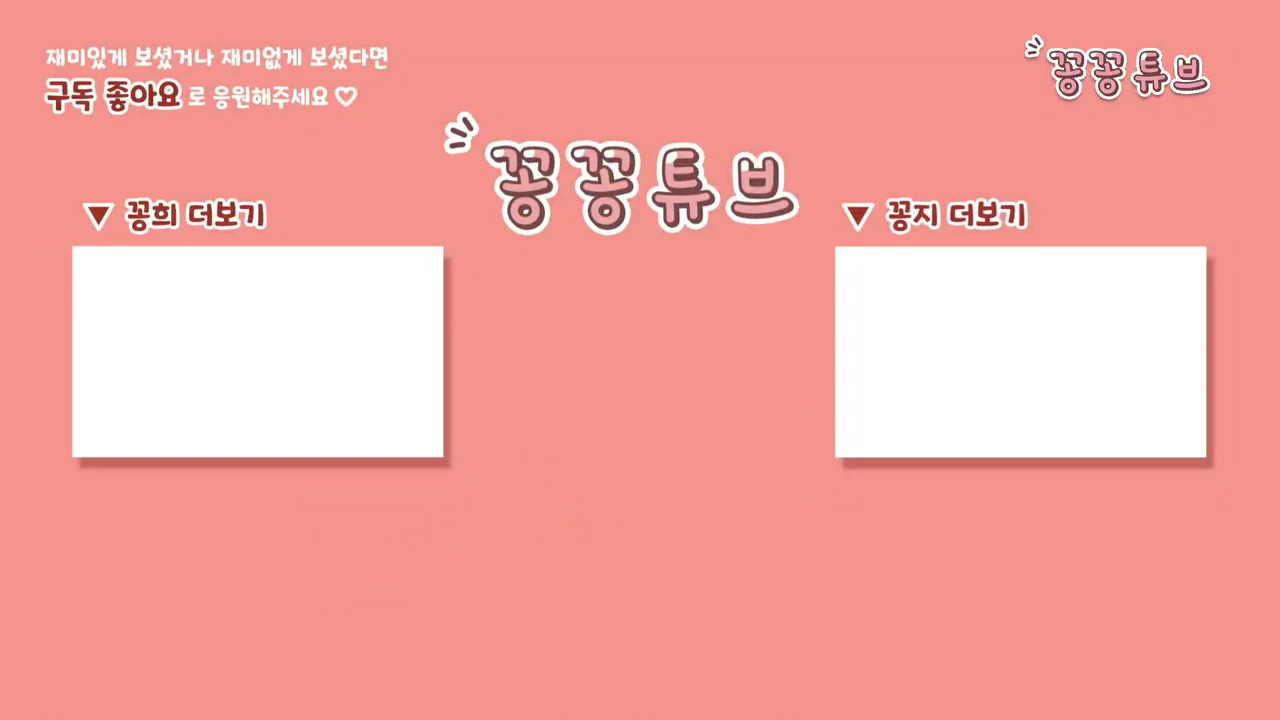 재미있게 보셨거나 재미없게 보셨다면
구독 좋아요 로 응원해주세요 ♡
꽁꽁튜브
꽁꽁튜브
▼ 꽁희 더보기
▼ 꽁지 더보기